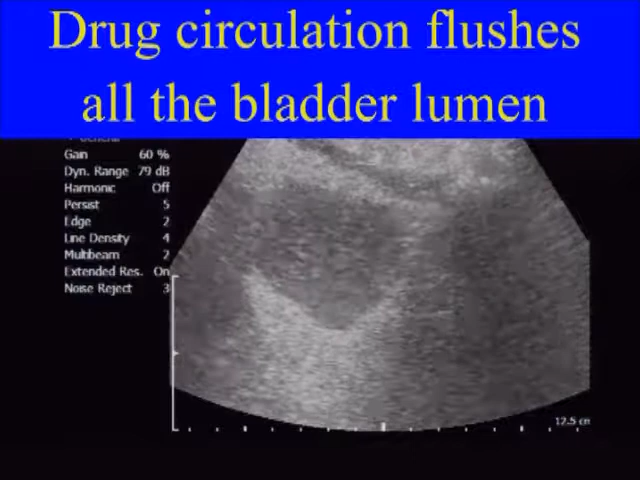 Drug circulation flushes
all the bladder lumen
General
Gain 60 %
Dyn. Range 79 dB
Harmonic Off
Persist 5
Edge 2
Line Density 4
Multibeam 2
Extended Res. On
Noise Reject 3
12.5 cm